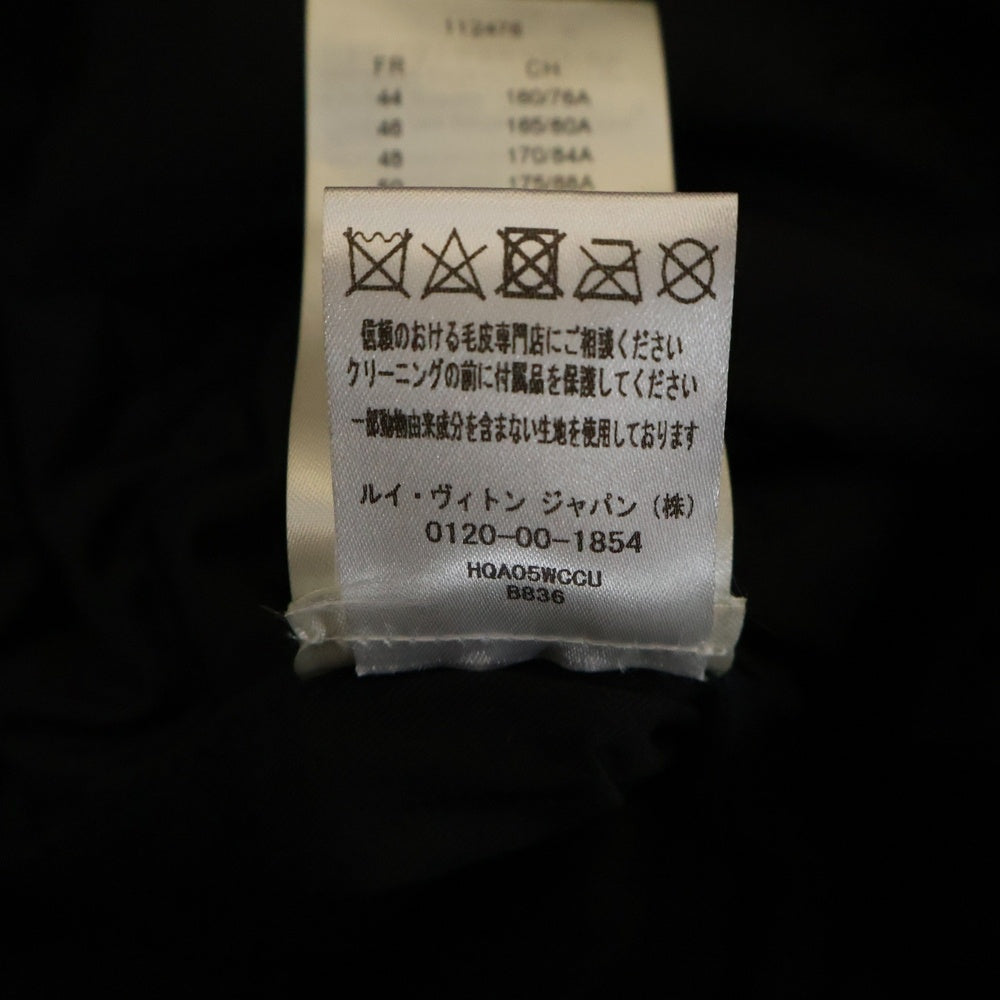 112476
FR CH
44 160/76A
46 165/80A
48 170/84A
50 175/88A
信頼のおける毛皮専門店にご相談ください
クリーニングの前に付属品を保護してください
一部動物由来成分を含まない生地を使用しております
ルイ・ヴィトン ジャパン（株）
0120-00-1854
HQA05WCCU
B836